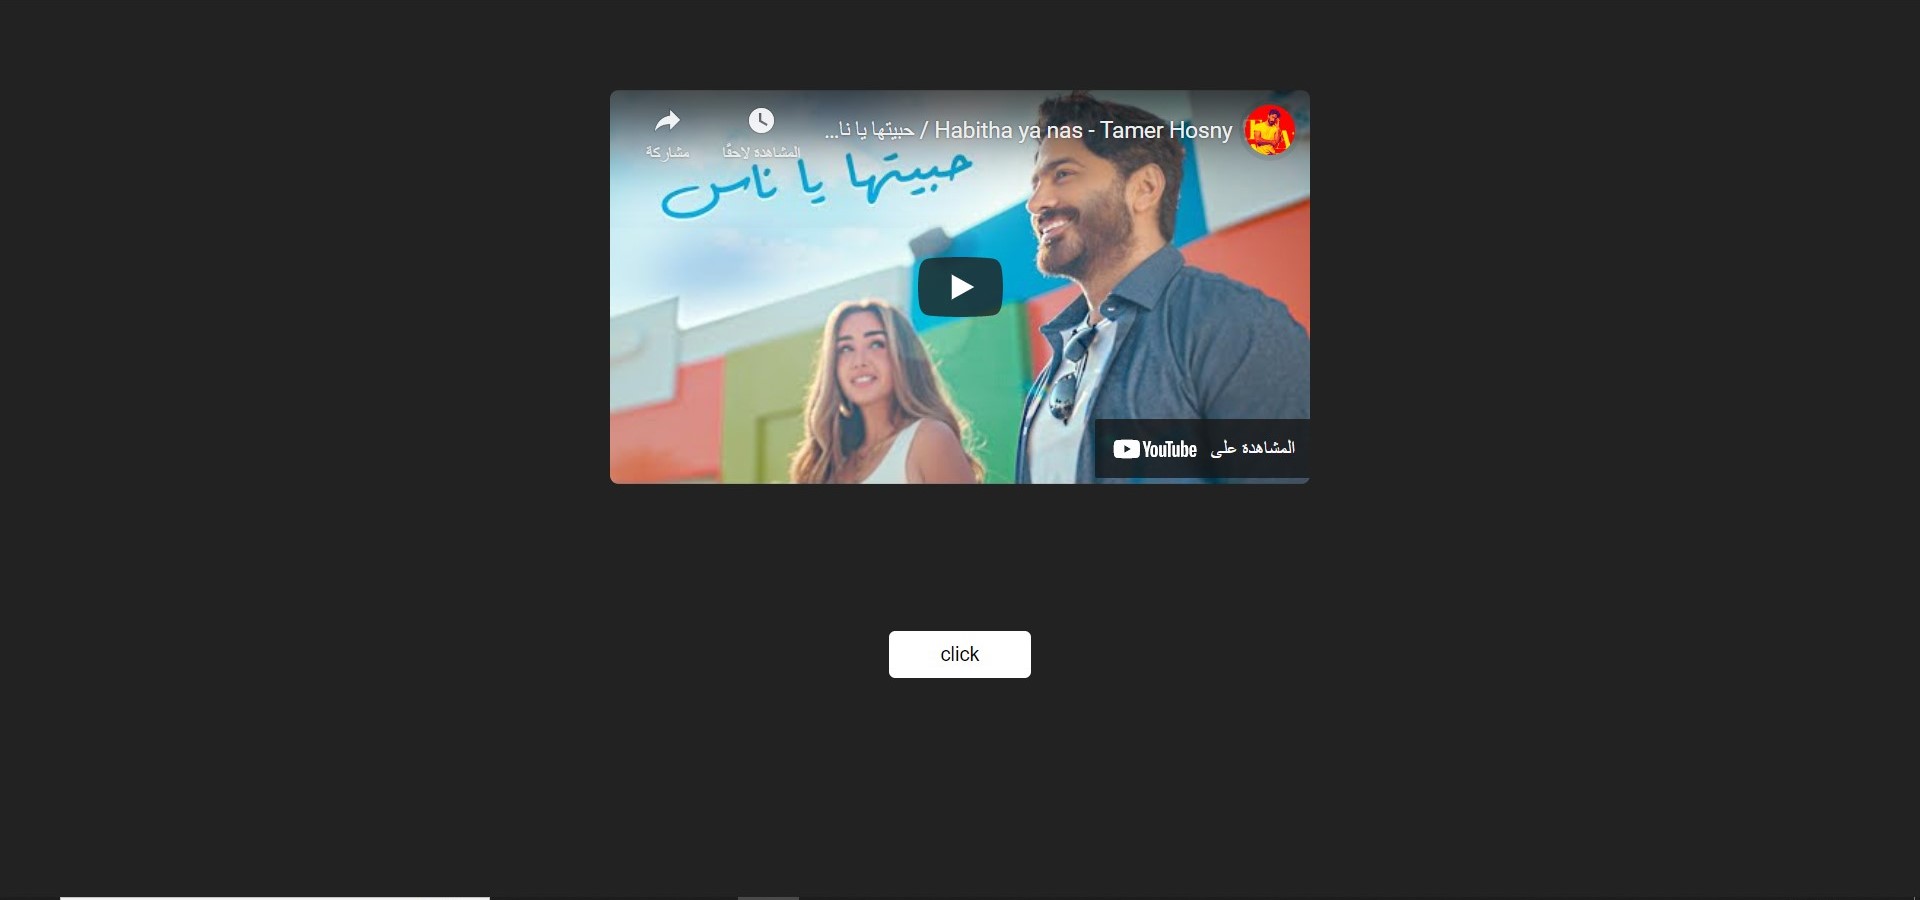 حبيتها يا نا... / Habitha ya nas - Tamer Hosny
المشاهدة لاحقًا
مشاركة
حبيتها يا ناس
المشاهدة على YouTube
click